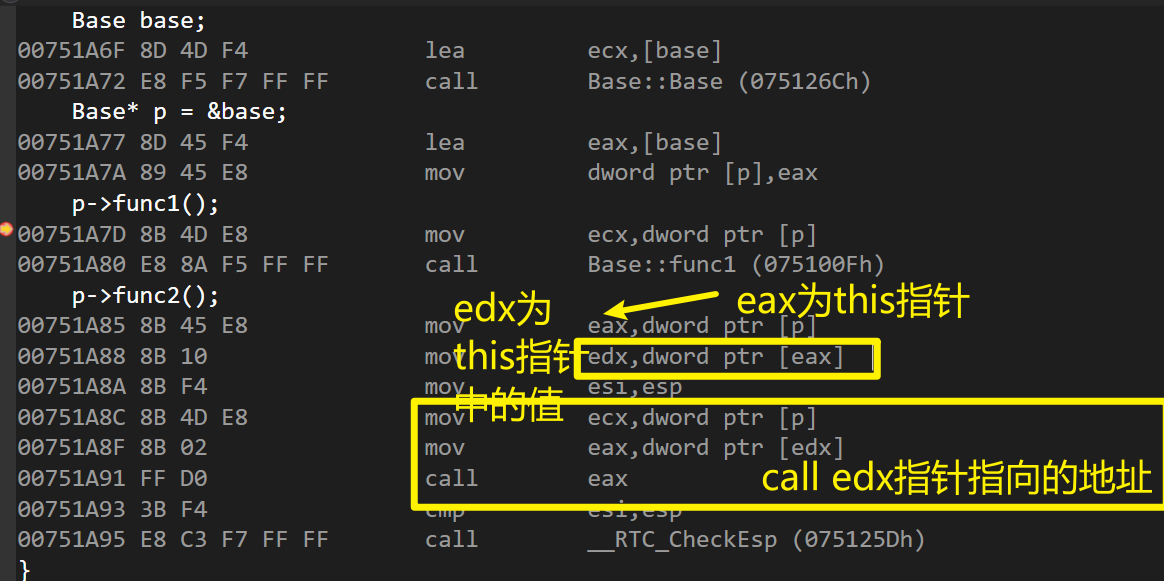 Base base;
00751A6F 8D 4D F4 lea ecx,[base]
00751A72 E8 F5 F7 FF FF call Base::Base (075126Ch)
Base* p = &base;
00751A77 8D 45 F4 lea eax,[base]
00751A7A 89 45 E8 mov dword ptr [p],eax
p->func1();
00751A7D 8B 4D E8 mov ecx,dword ptr [p]
00751A80 E8 8A F5 FF FF call Base::func1 (075100Fh)
p->func2();
edx为
this指针
中的值
eax为this指针
00751A85 8B 45 E8 mov eax,dword ptr [p]
00751A88 8B 10 mov edx,dword ptr [eax]
00751A8A 8B F4 mov esi,esp
00751A8C 8B 4D E8 mov ecx,dword ptr [p]
00751A8F 8B 02 mov eax,dword ptr [edx]
00751A91 FF D0 call eax
call edx指针指向的地址
00751A93 3B F4 cmp esi,esp
00751A95 E8 C3 F7 FF FF call __RTC_CheckEsp (075125Dh)
}